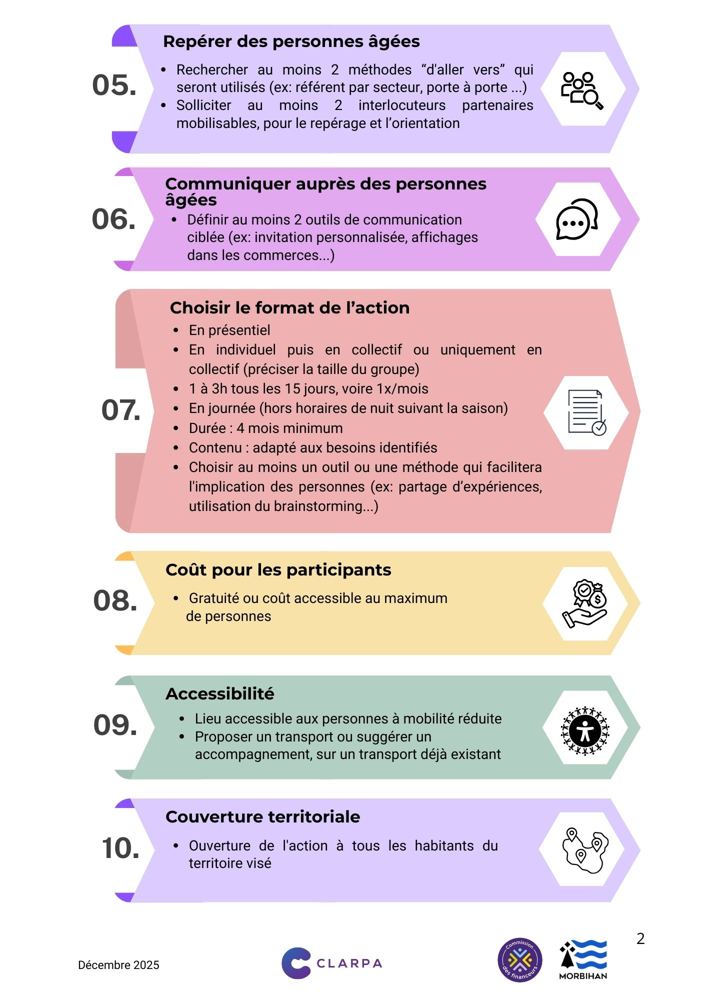 05.
Repérer des personnes âgées
• Rechercher au moins 2 méthodes “d'aller vers” qui
seront utilisés (ex: référent par secteur, porte à porte ...)
• Solliciter au moins 2 interlocuteurs partenaires
mobilisables, pour le repérage et l’orientation
06.
Communiquer auprès des personnes
âgées
• Définir au moins 2 outils de communication
ciblée (ex: invitation personnalisée, affichages
dans les commerces...)
07.
Choisir le format de l’action
• En présentiel
• En individuel puis en collectif ou uniquement en
collectif (préciser la taille du groupe)
• 1 à 3h tous les 15 jours, voire 1x/mois
• En journée (hors horaires de nuit suivant la saison)
• Durée : 4 mois minimum
• Contenu : adapté aux besoins identifiés
• Choisir au moins un outil ou une méthode qui facilitera
l'implication des personnes (ex: partage d’expériences,
utilisation du brainstorming...)
08.
Coût pour les participants
• Gratuité ou coût accessible au maximum
de personnes
09.
Accessibilité
• Lieu accessible aux personnes à mobilité réduite
• Proposer un transport ou suggérer un
accompagnement, sur un transport déjà existant
10.
Couverture territoriale
• Ouverture de l'action à tous les habitants du
territoire visé
2
Décembre 2025
CLARPA
Commission
des financeurs
MORBIHAN